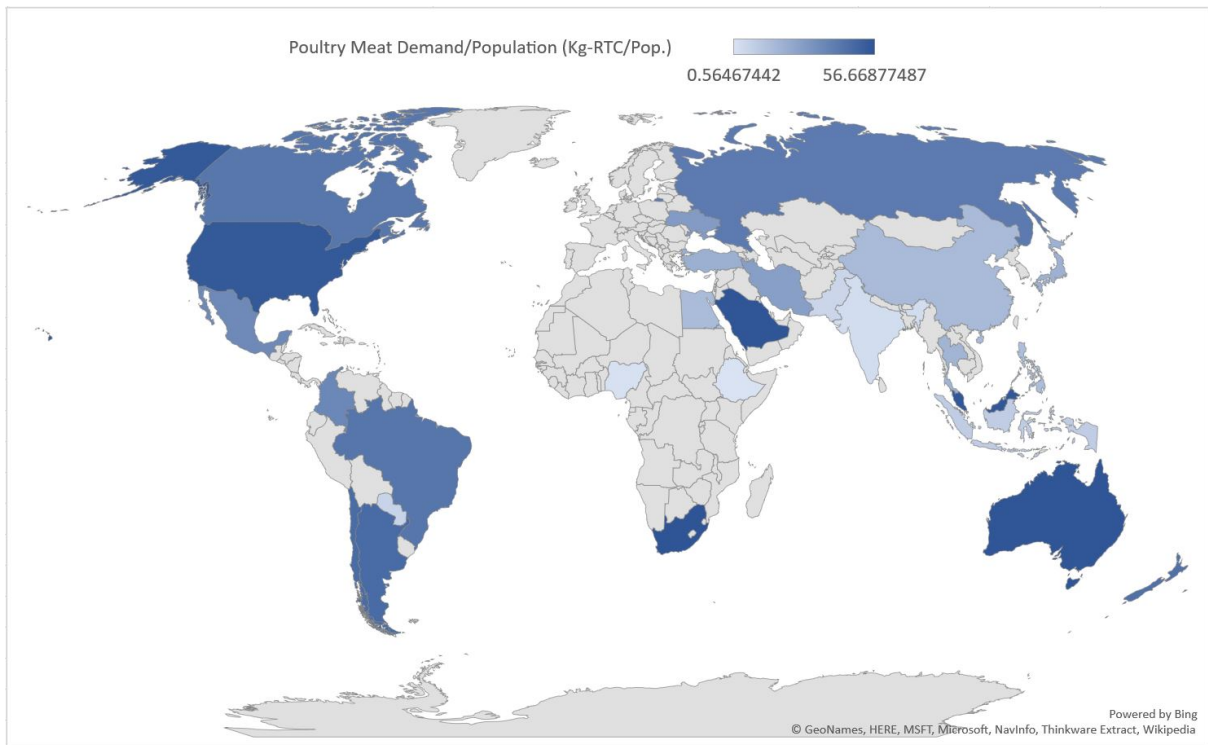 Poultry Meat Demand/Population (Kg-RTC/Pop.)
0.56467442 56.66877487
Powered by Bing
© GeoNames, HERE, MSFT, Microsoft, NavInfo, Thinkware Extract, Wikipedia